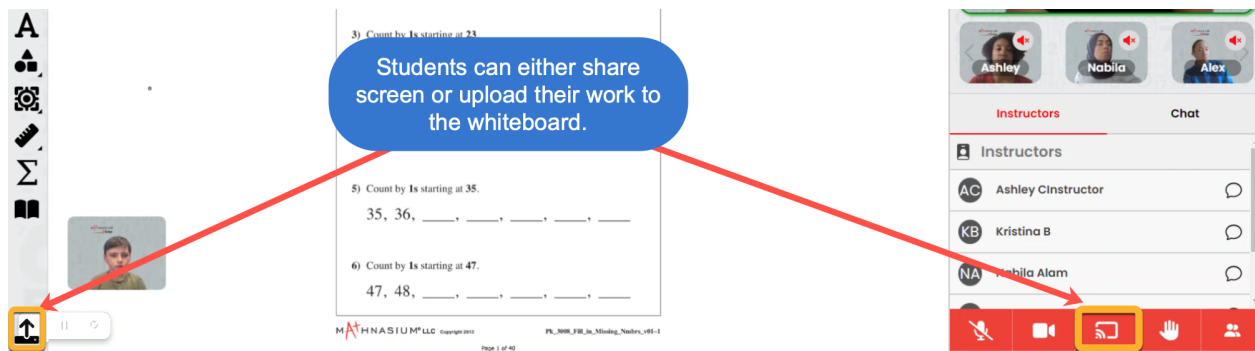 A
Σ
3) Count by 1s starting at 23
Students can either share
screen or upload their work to
the whiteboard.
5) Count by 1s starting at 35.
35, 36, ____, ____, ____, ____, ____
6) Count by 1s starting at 47.
47, 48, ____, ____, ____, ____, ____
MATHNASIUM® LLC Copyright 2012 Pk_3008_Fill_in_Missing_Nmbrs_v01-1
Page 1 of 40
Ashley Nabila Alex
Instructors Chat
Instructors
AC Ashley CInstructor
KB Kristina B
NA Nabila Alam